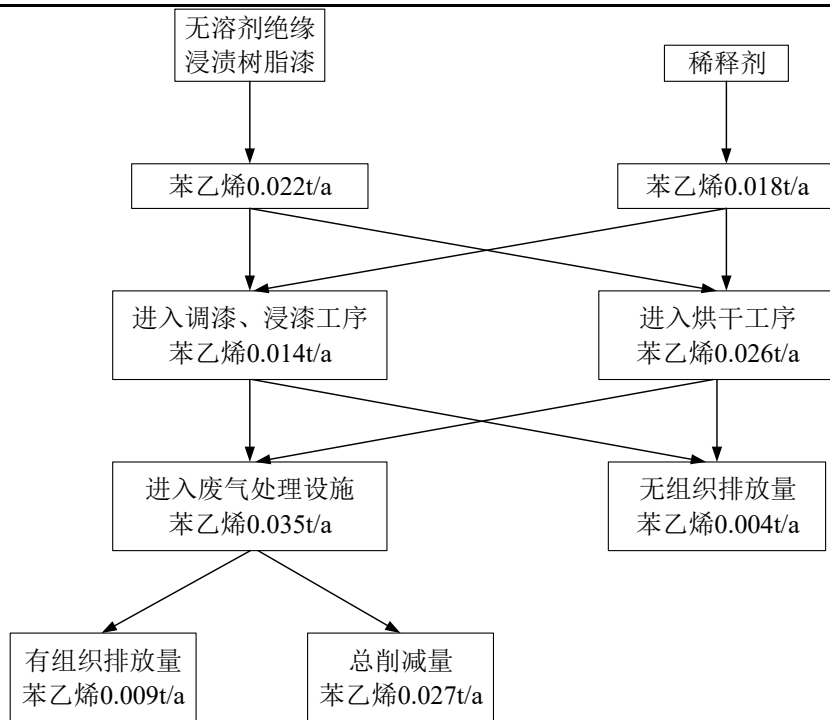 无溶剂绝缘
浸渍树脂漆
稀释剂
苯乙烯0.022t/a
苯乙烯0.018t/a
进入调漆、浸漆工序
苯乙烯0.014t/a
进入烘干工序
苯乙烯0.026t/a
进入废气处理设施
苯乙烯0.035t/a
无组织排放量
苯乙烯0.004t/a
有组织排放量
苯乙烯0.009t/a
总削减量
苯乙烯0.027t/a